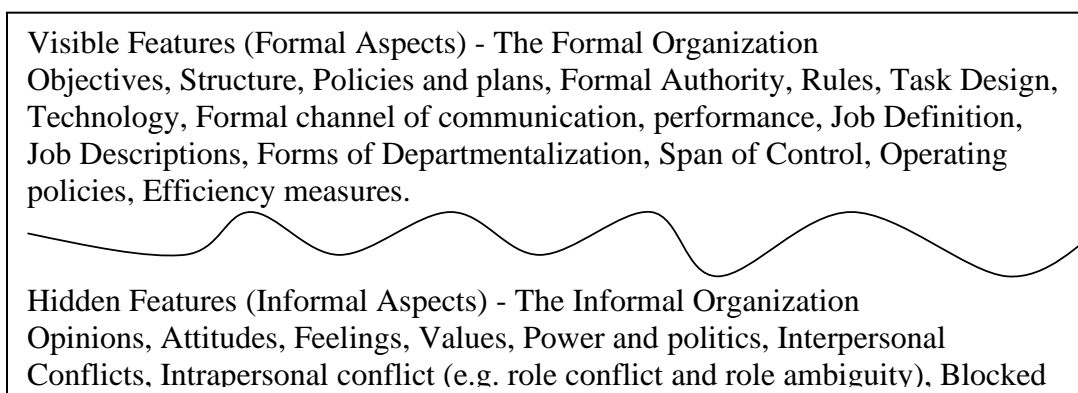 Visible Features (Formal Aspects) - The Formal Organization
Objectives, Structure, Policies and plans, Formal Authority, Rules, Task Design,
Technology, Formal channel of communication, performance, Job Definition,
Job Descriptions, Forms of Departmentalization, Span of Control, Operating
policies, Efficiency measures.
Hidden Features (Informal Aspects) - The Informal Organization
Opinions, Attitudes, Feelings, Values, Power and politics, Interpersonal
Conflicts, Intrapersonal conflict (e.g. role conflict and role ambiguity), Blocked